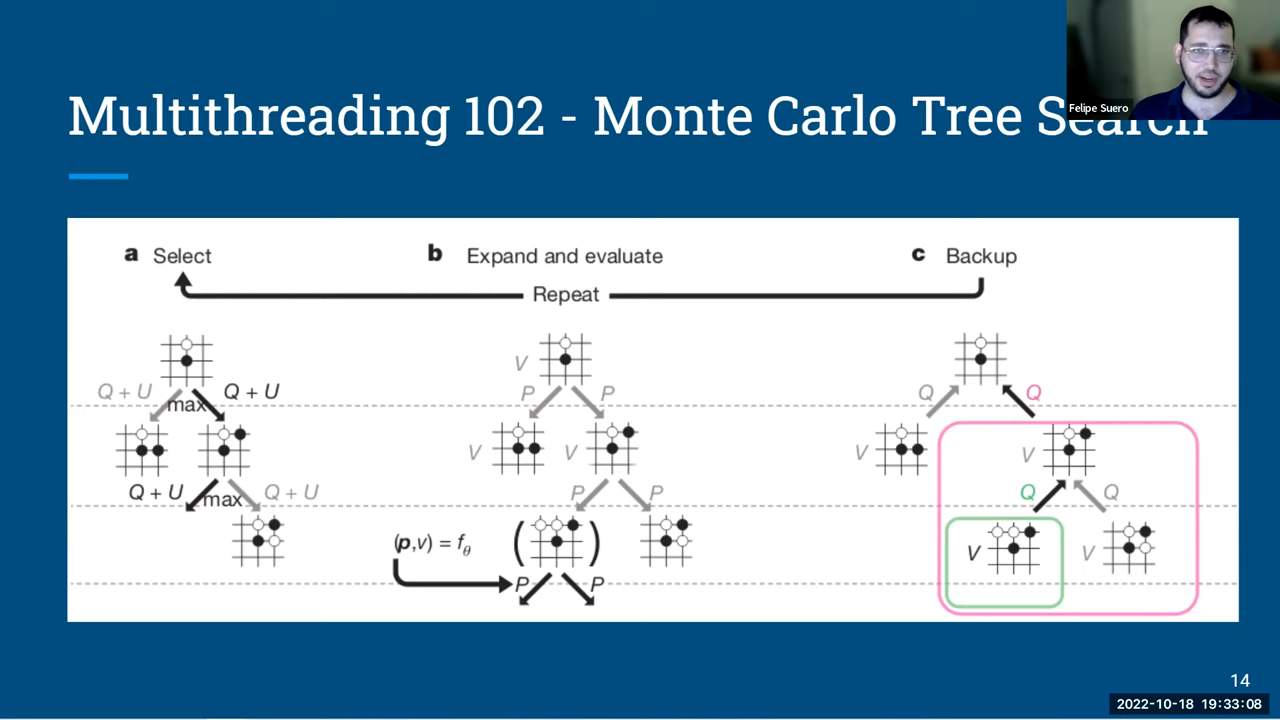 Multithreading 102 - Monte Carlo Tree Search
Felipe Suero
a Select
b Expand and evaluate
c Backup
Repeat
Q + U
max
Q + U
Q + U
max
Q + U
V
P
P
V
V
P
P
(p,v) = fθ
P
P
Q
Q
V
V
Q
Q
V
V
14
2022-10-18 19:33:08